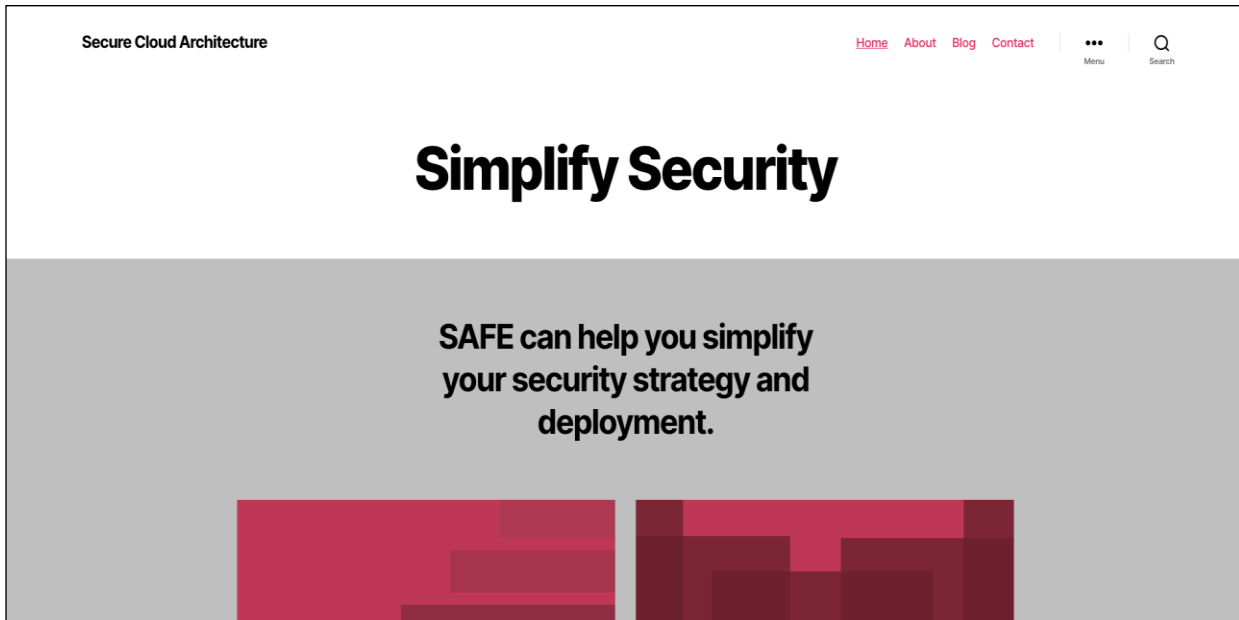 Secure Cloud Architecture
Home About Blog Contact
Menu
Search
Simplify Security
SAFE can help you simplify
your security strategy and
deployment.